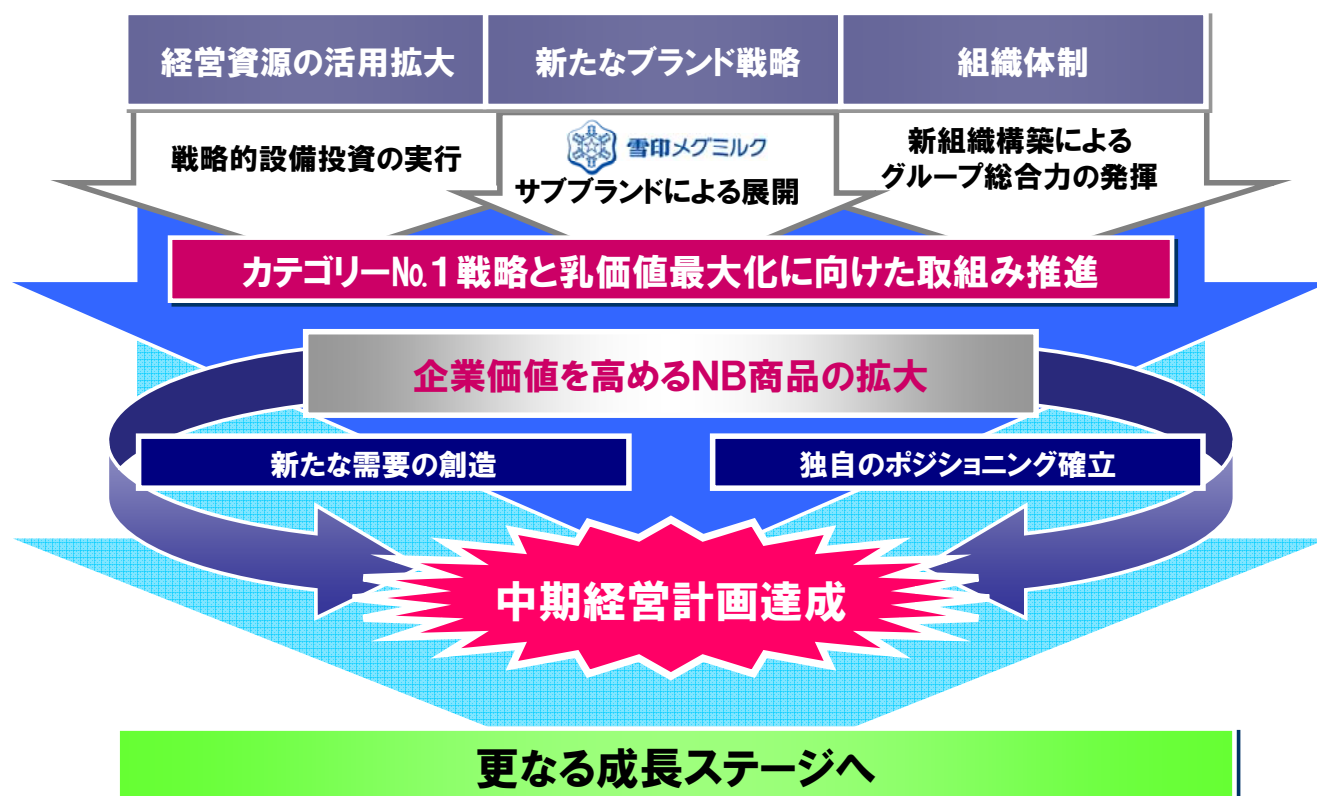 経営資源の活用拡大
新たなブランド戦略
組織体制
戦略的設備投資の実行
雪印メグミルク
サブブランドによる展開
新組織構築による
グループ総合力の発揮
カテゴリー№1戦略と乳価値最大化に向けた取組み推進
企業価値を高めるNB商品の拡大
新たな需要の創造
独自のポジショニング確立
中期経営計画達成
更なる成長ステージへ